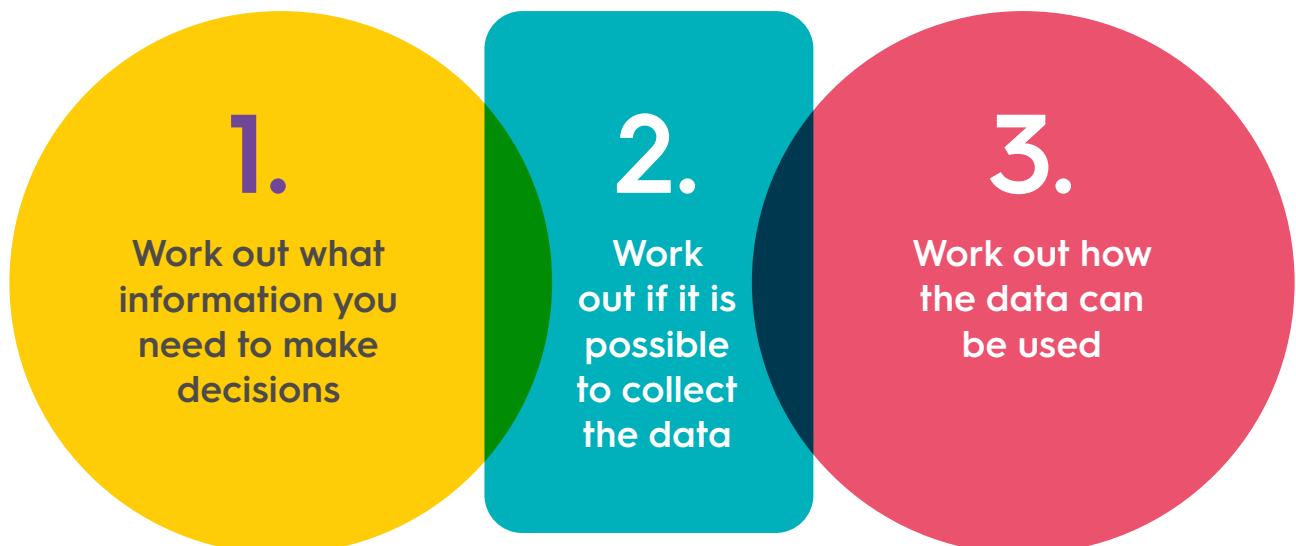 1.
Work out what
information you
need to make
decisions
2.
Work
out if it is
possible
to collect
the data
3.
Work out how
the data can
be used